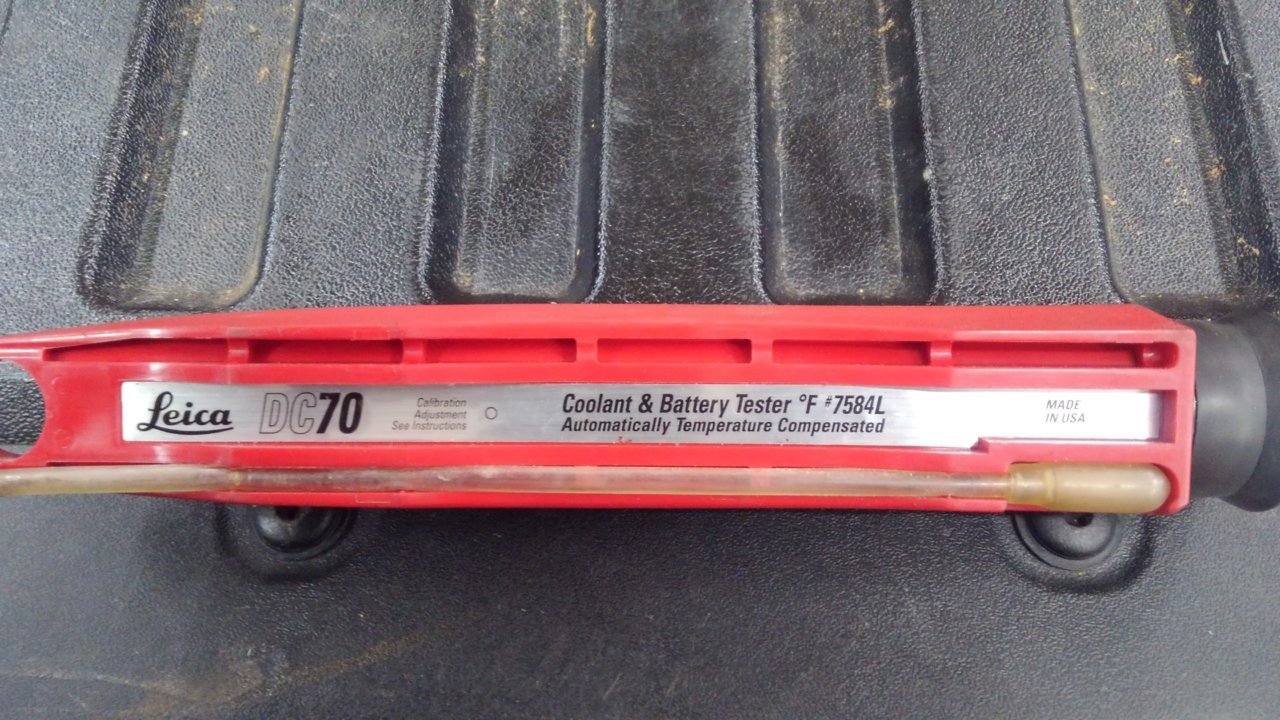 Leica DC70
Calibration
Adjustment
See Instructions
Coolant & Battery Tester °F #7584L
Automatically Temperature Compensated
MADE
IN USA